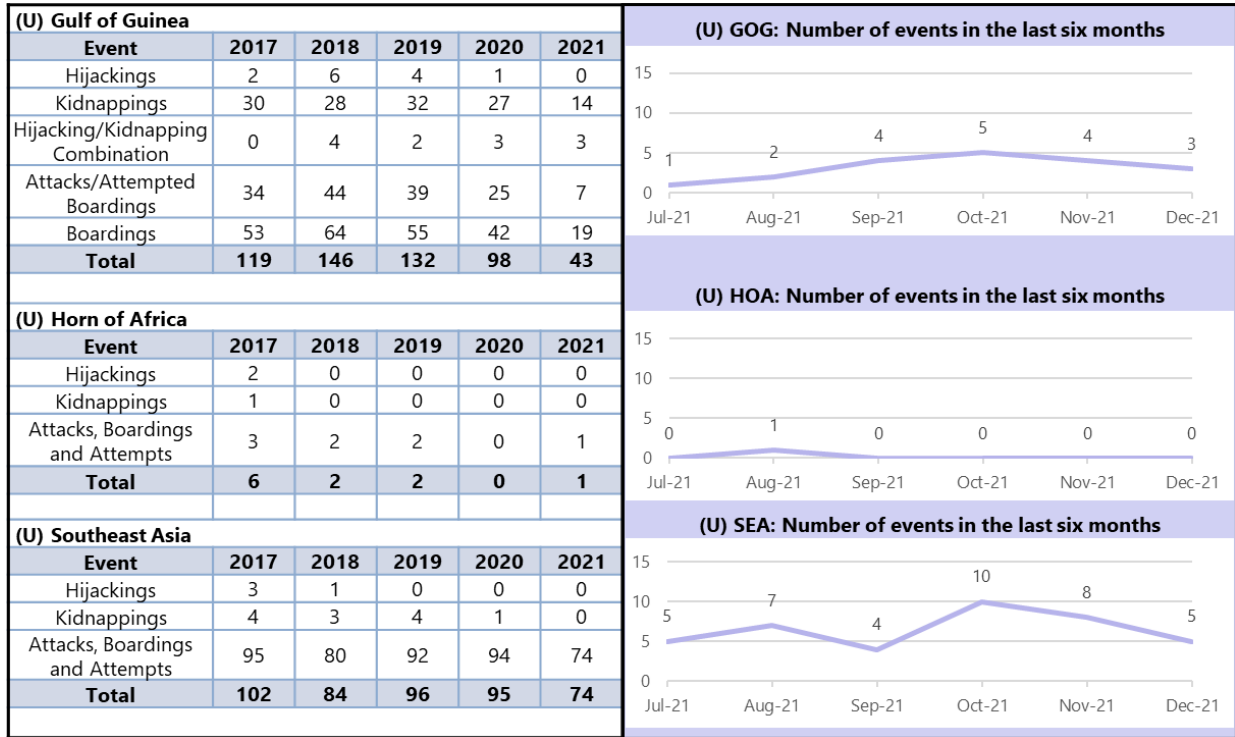 (U) Gulf of Guinea
Event 2017 2018 2019 2020 2021
Hijackings 2 6 4 1 0
Kidnappings 30 28 32 27 14
Hijacking/Kidnapping
Combination 0 4 2 3 3
Attacks/Attempted
Boardings 34 44 39 25 7
Boardings 53 64 55 42 19
Total 119 146 132 98 43
(U) Horn of Africa
Event 2017 2018 2019 2020 2021
Hijackings 2 0 0 0 0
Kidnappings 1 0 0 0 0
Attacks, Boardings
and Attempts 3 2 2 0 1
Total 6 2 2 0 1
(U) Southeast Asia
Event 2017 2018 2019 2020 2021
Hijackings 3 1 0 0 0
Kidnappings 4 3 4 1 0
Attacks, Boardings
and Attempts 95 80 92 94 74
Total 102 84 96 95 74
(U) GOG: Number of events in the last six months
15
10
5
0
1 2 4 5 4 3
Jul-21 Aug-21 Sep-21 Oct-21 Nov-21 Dec-21
(U) HOA: Number of events in the last six months
15
10
5
0
0 1 0 0 0 0
Jul-21 Aug-21 Sep-21 Oct-21 Nov-21 Dec-21
(U) SEA: Number of events in the last six months
15
10
5
0
5 7 4 10 8 5
Jul-21 Aug-21 Sep-21 Oct-21 Nov-21 Dec-21